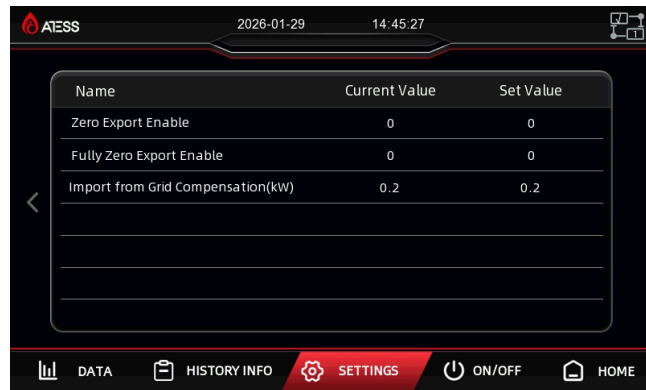 ATESS 2026-01-29 14:45:27
1
Name Current Value Set Value
Zero Export Enable 0 0
Fully Zero Export Enable 0 0
Import from Grid Compensation(kW) 0.2 0.2
DATA HISTORY INFO SETTINGS ON/OFF HOME